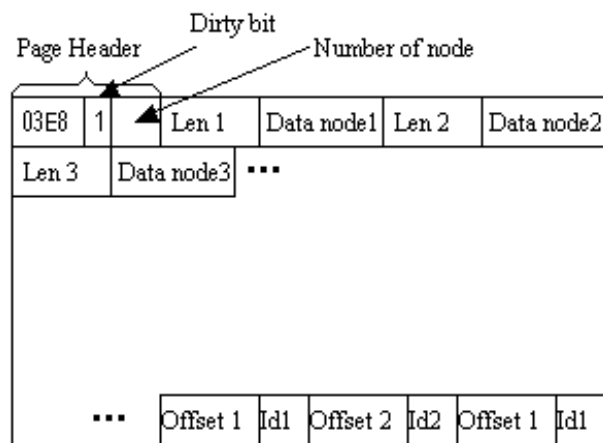 Dirty bit
Page Header
Number of node
03E8 1 Len 1 Data node1 Len 2 Data node2
Len 3 Data node3 ...
... Offset 1 Id1 Offset 2 Id2 Offset 1 Id1